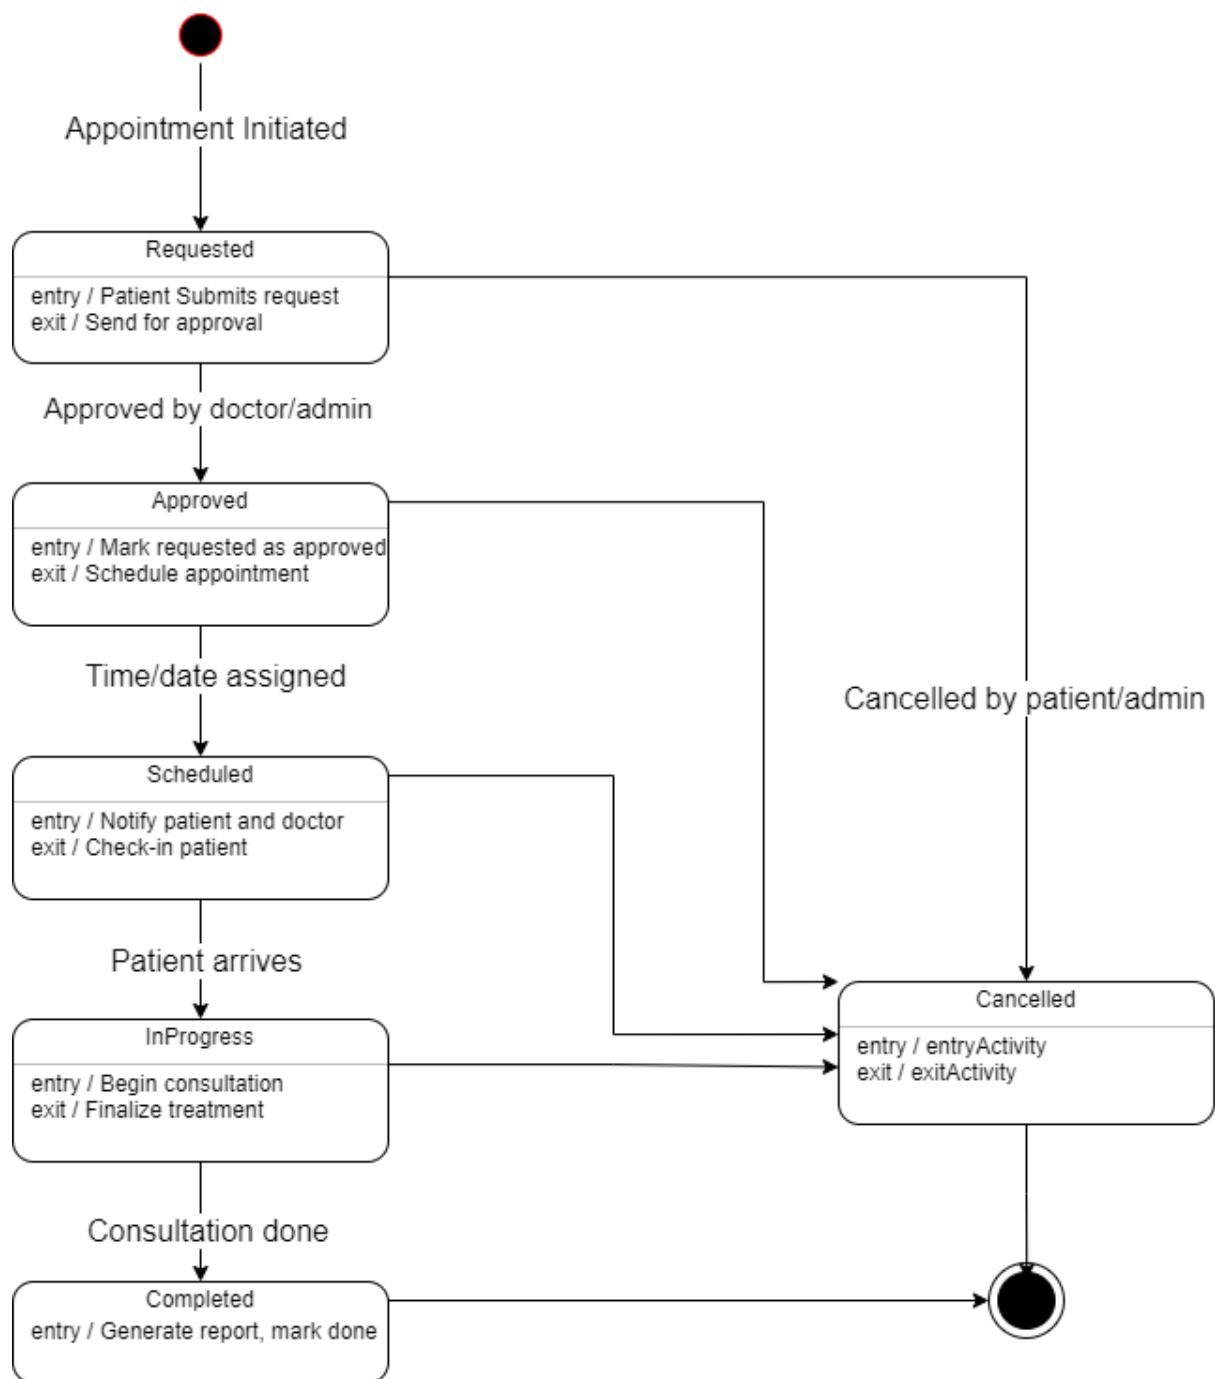 Appointment Initiated
Requested
entry / Patient Submits request
exit / Send for approval
Approved by doctor/admin
Approved
entry / Mark requested as approved
exit / Schedule appointment
Time/date assigned
Cancelled by patient/admin
Scheduled
entry / Notify patient and doctor
exit / Check-in patient
Patient arrives
Cancelled
entry / entryActivity
exit / exitActivity
InProgress
entry / Begin consultation
exit / Finalize treatment
Consultation done
Completed
entry / Generate report, mark done